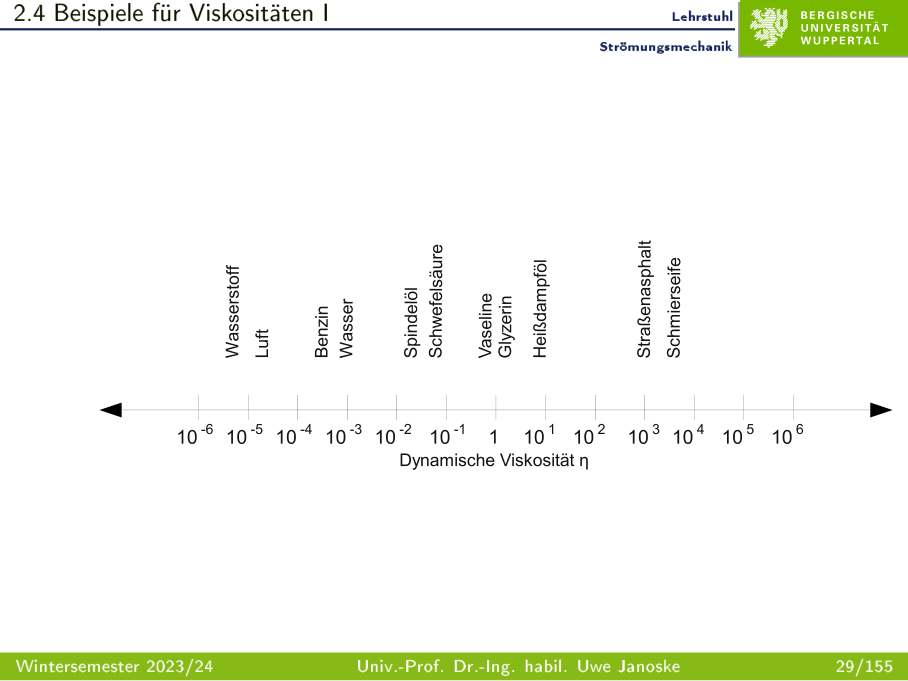 2.4 Beispiele für Viskositäten I
Lehrstuhl
Strömungsmechanik
BERGISCHE
UNIVERSITÄT
WUPPERTAL
Wasserstoff
Luft
Benzin
Wasser
Spindelöl
Schwefelsäure
Vaseline
Glyzerin
Heißdampföl
Straßenasphalt
Schmierseife
10^-6 10^-5 10^-4 10^-3 10^-2 10^-1 1 10^1 10^2 10^3 10^4 10^5 10^6
Dynamische Viskosität η
Wintersemester 2023/24 Univ.-Prof. Dr.-Ing. habil. Uwe Janoske 29/155